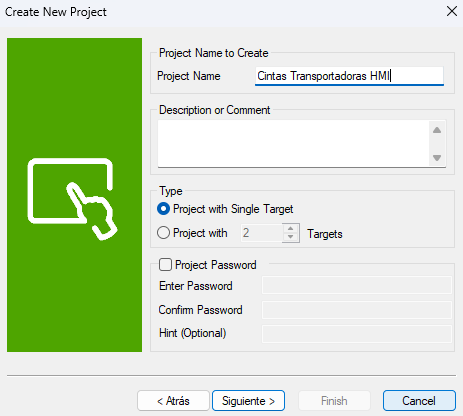 Create New Project
Project Name to Create
Project Name Cintas Transportadoras HMI
Description or Comment
Type
Project with Single Target
Project with 2 Targets
Project Password
Enter Password
Confirm Password
Hint (Optional)
< Atrás Siguiente > Finish Cancel